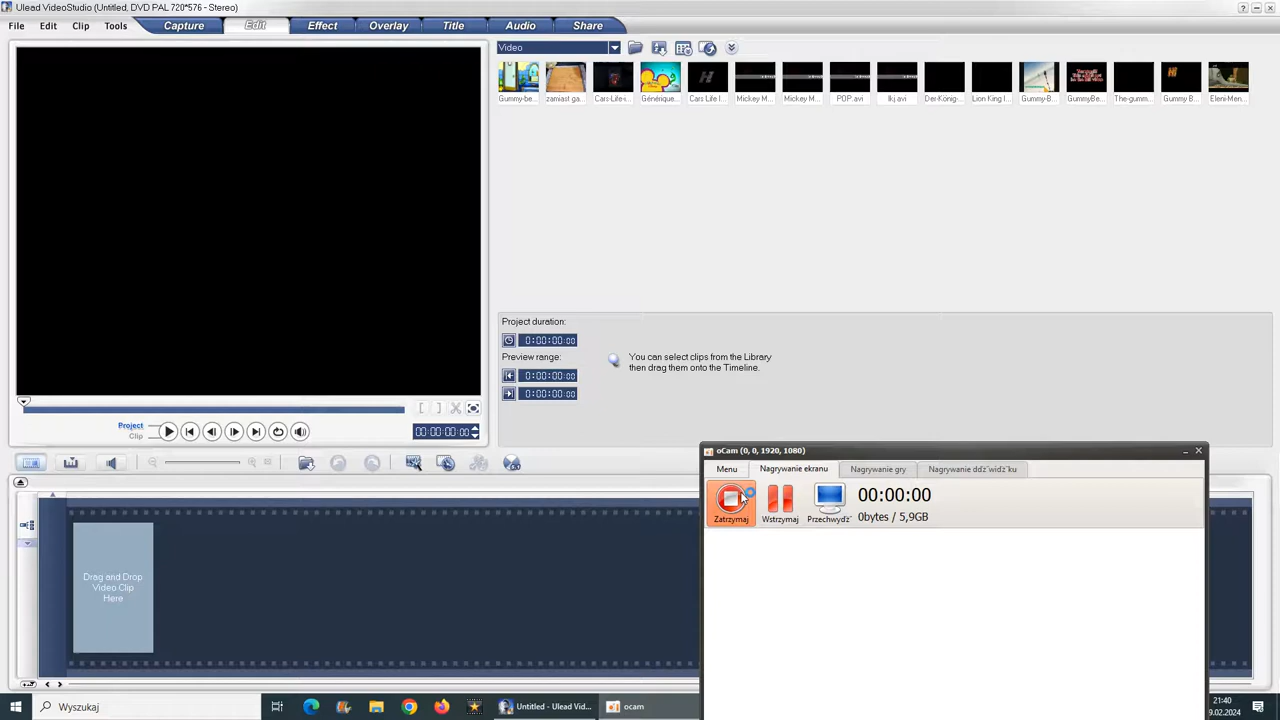 Ulead VideoStudio (Untitled, DVD PAL 720*576 - Stereo)
File Edit Clip Tools Capture Edit Effect Overlay Title Audio Share
Video
Gummy-be... zamiast ga... Cars-Life-i... Générique... Cars Life I... Mickey M... Mickey M... POP.avi lkj.avi Der-König-... Lion King I... Gummy-B... GummyBe... The-gumm... Gummy B... Eleni-Men...
Project duration:
0:00:00:00
Preview range:
0:00:00:00
0:00:00:00
You can select clips from the Library
then drag them onto the Timeline.
Project
Clip
00:00:00:00
oCam (0, 0, 1920, 1080)
Menu Nagrywanie ekranu Nagrywanie gry Nagrywanie ddź˙widź˙ku
Zatrzymaj Wstrzymaj Przechwydź˙
00:00:00
0bytes / 5,9GB
Drag and Drop
Video Clip
Here
Wyszukaj
Untitled - Ulead Vid...
ocam
21:40
9.02.2024